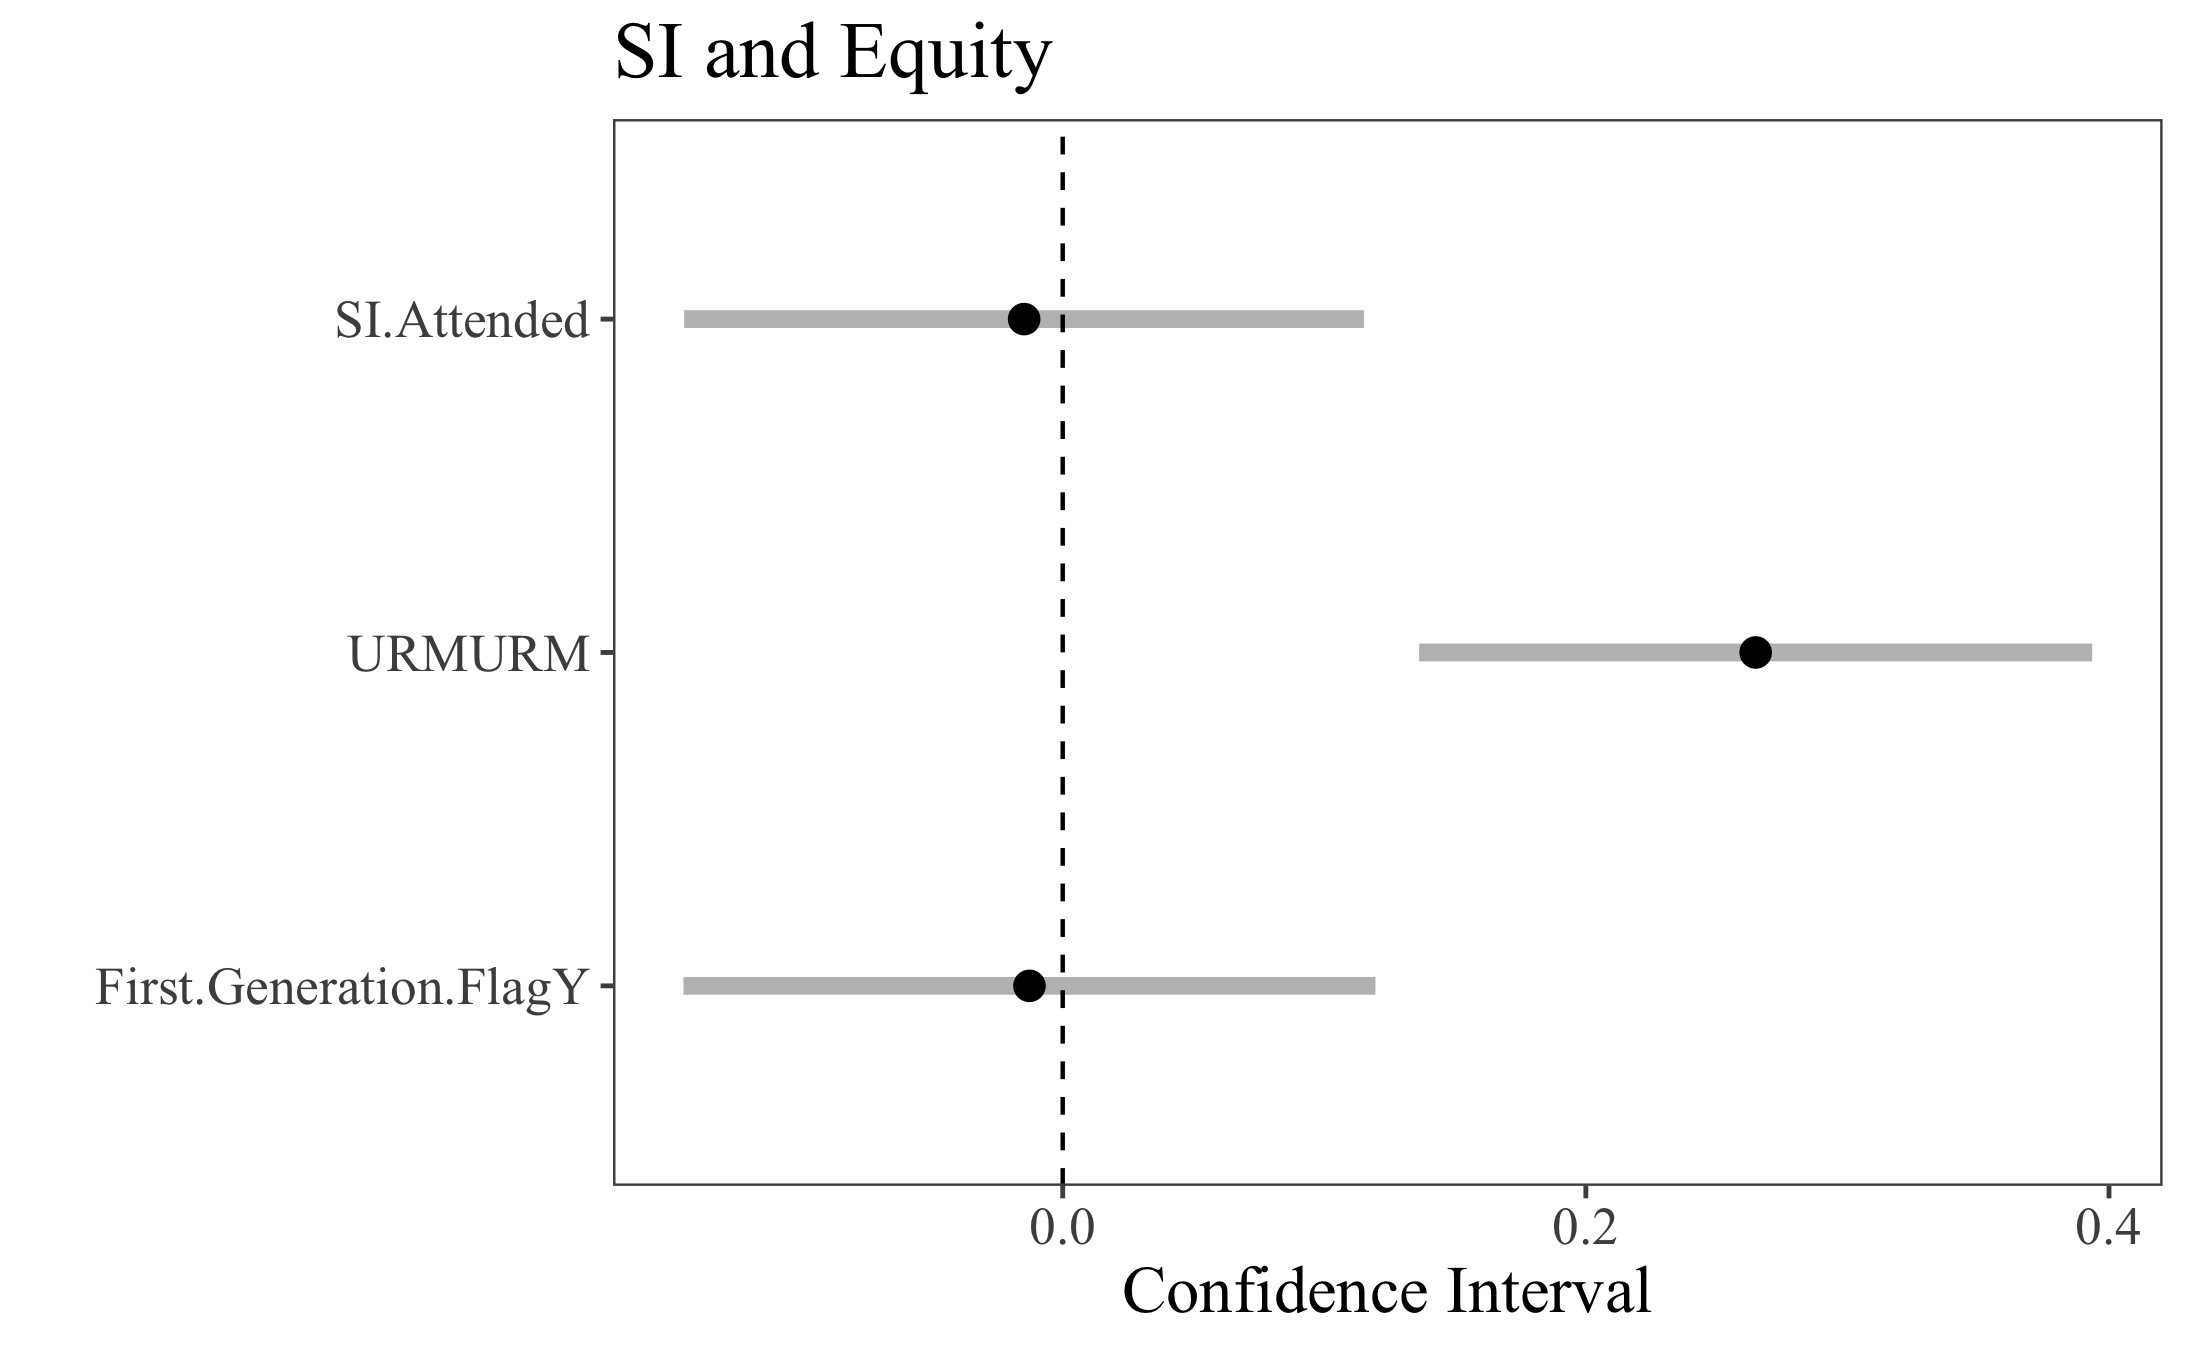 SI and Equity
SI.Attended
URMURM
First.Generation.FlagY
0.0 0.2 0.4
Confidence Interval